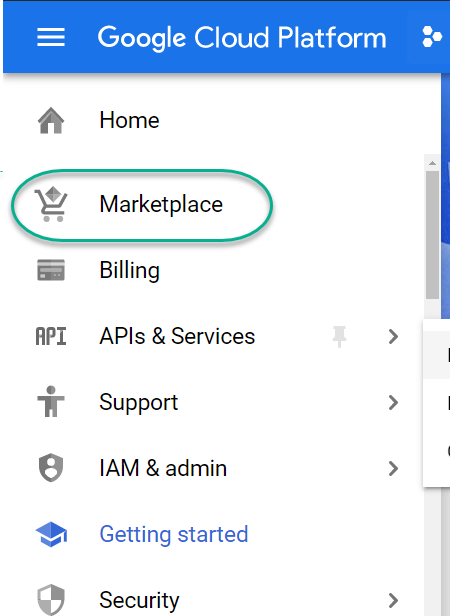 Google Cloud Platform
Home
Marketplace
Billing
API APIs & Services
Support
IAM & admin
Getting started
Security